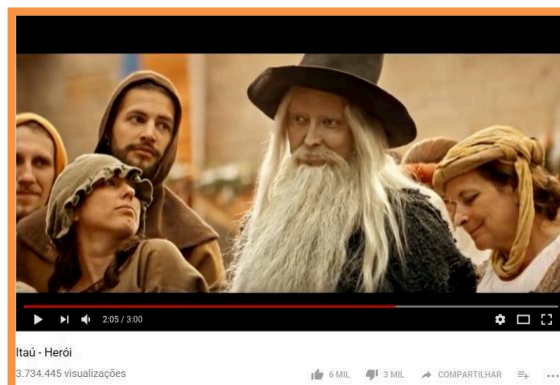 2:05 / 3:00
Itaú - Herói
3.734.445 visualizações 6 MIL 3 MIL COMPARTILHAR